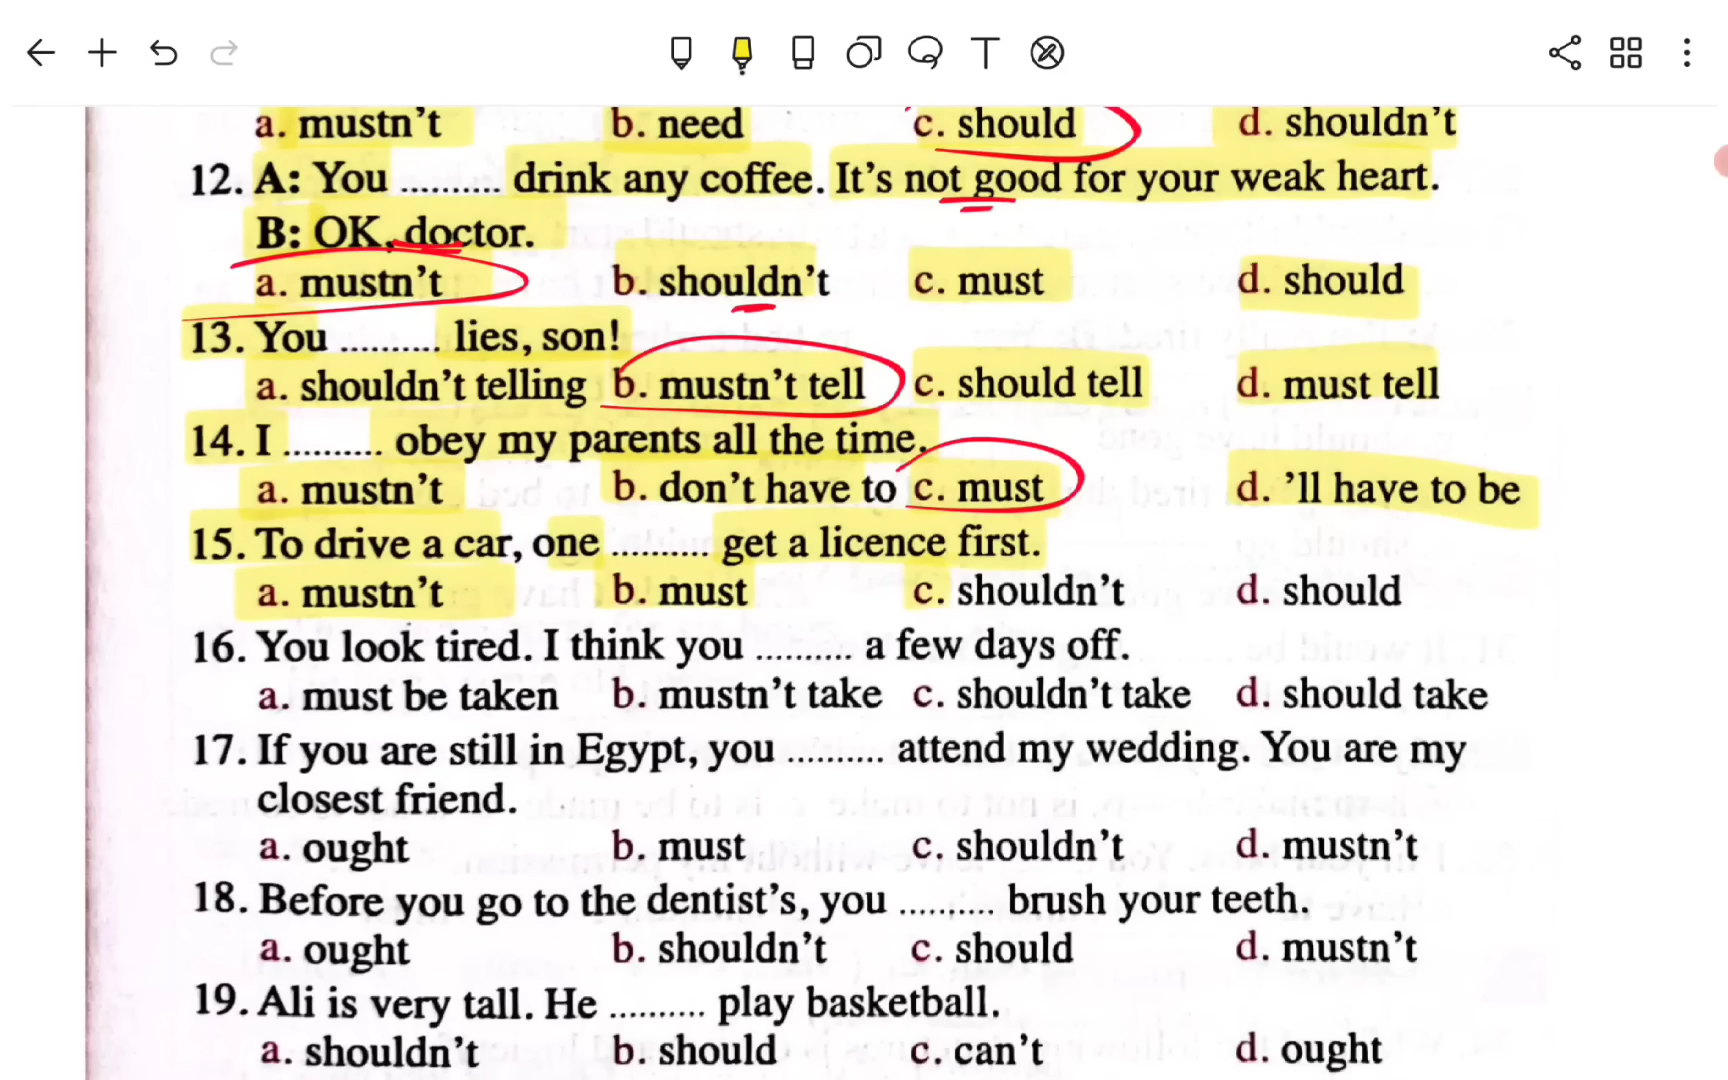 a. mustn't b. need c. should d. shouldn't
12. A: You .......... drink any coffee. It's not good for your weak heart.
B: OK, doctor.
a. mustn't b. shouldn't c. must d. should
13. You .......... lies, son!
a. shouldn't telling b. mustn't tell c. should tell d. must tell
14. I .......... obey my parents all the time.
a. mustn't b. don't have to c. must d. 'll have to be
15. To drive a car, one .......... get a licence first.
a. mustn't b. must c. shouldn't d. should
16. You look tired. I think you .......... a few days off.
a. must be taken b. mustn't take c. shouldn't take d. should take
17. If you are still in Egypt, you .......... attend my wedding. You are my
closest friend.
a. ought b. must c. shouldn't d. mustn't
18. Before you go to the dentist's, you .......... brush your teeth.
a. ought b. shouldn't c. should d. mustn't
19. Ali is very tall. He .......... play basketball.
a. shouldn't b. should c. can't d. ought